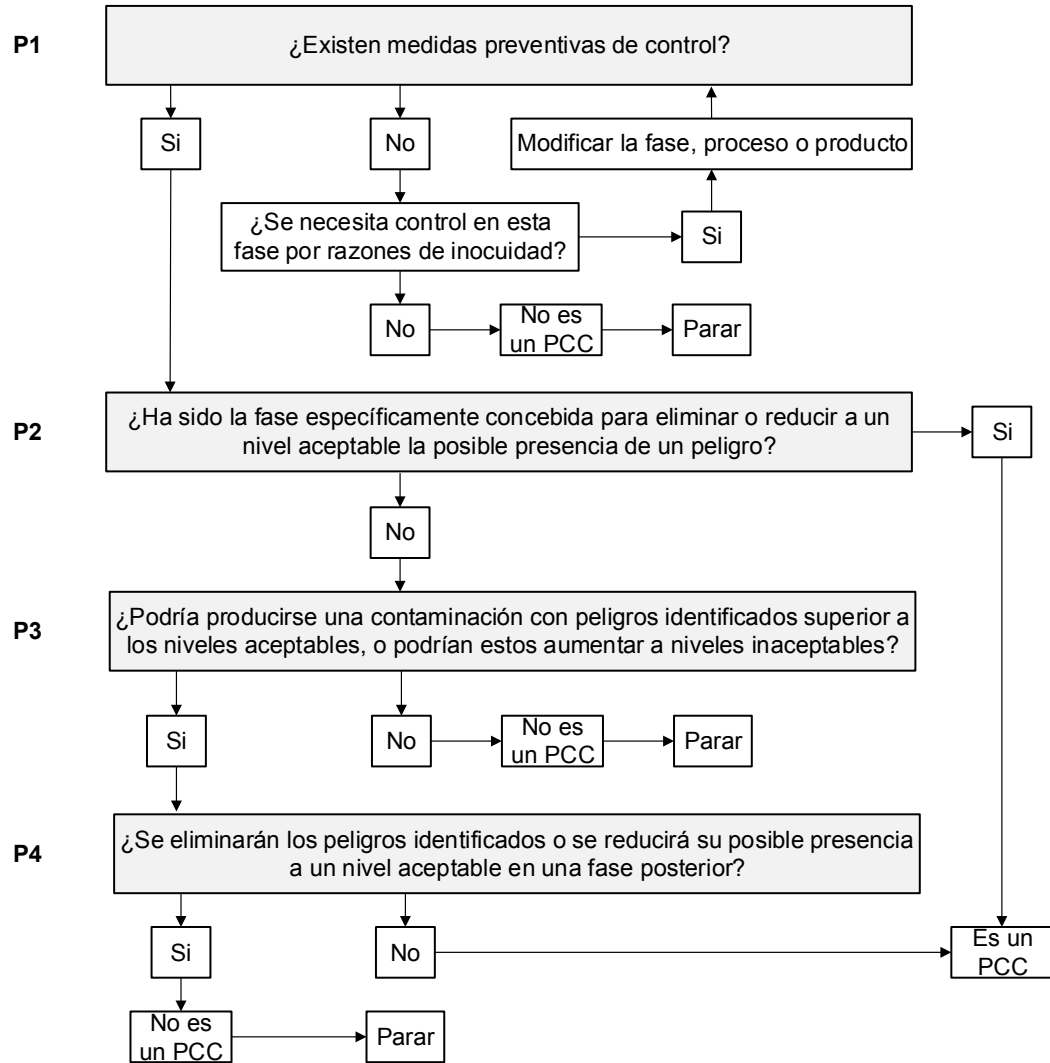 P1
¿Existen medidas preventivas de control?
Si
No
Modificar la fase, proceso o producto
¿Se necesita control en esta
fase por razones de inocuidad?
Si
No
No es
un PCC
Parar
P2
¿Ha sido la fase específicamente concebida para eliminar o reducir a un
nivel aceptable la posible presencia de un peligro?
Si
No
P3
¿Podría producirse una contaminación con peligros identificados superior a
los niveles aceptables, o podrían estos aumentar a niveles inaceptables?
Si
No
No es
un PCC
Parar
P4
¿Se eliminarán los peligros identificados o se reducirá su posible presencia
a un nivel aceptable en una fase posterior?
Si
No
Es un
PCC
No es
un PCC
Parar